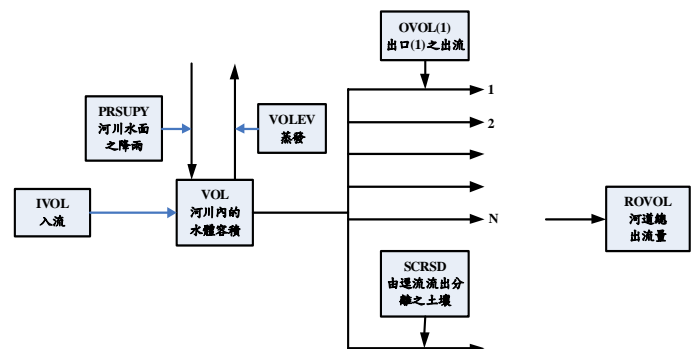 OVOL(1)
出口(1)之出流
1
PRSUPY
河川水面
之降雨
VOLEV
蒸發
2
IVOL
入流
VOL
河川內的
水體容積
N
ROVOL
河道總
出流量
SCRSD
由逕流流出分
離之土壤